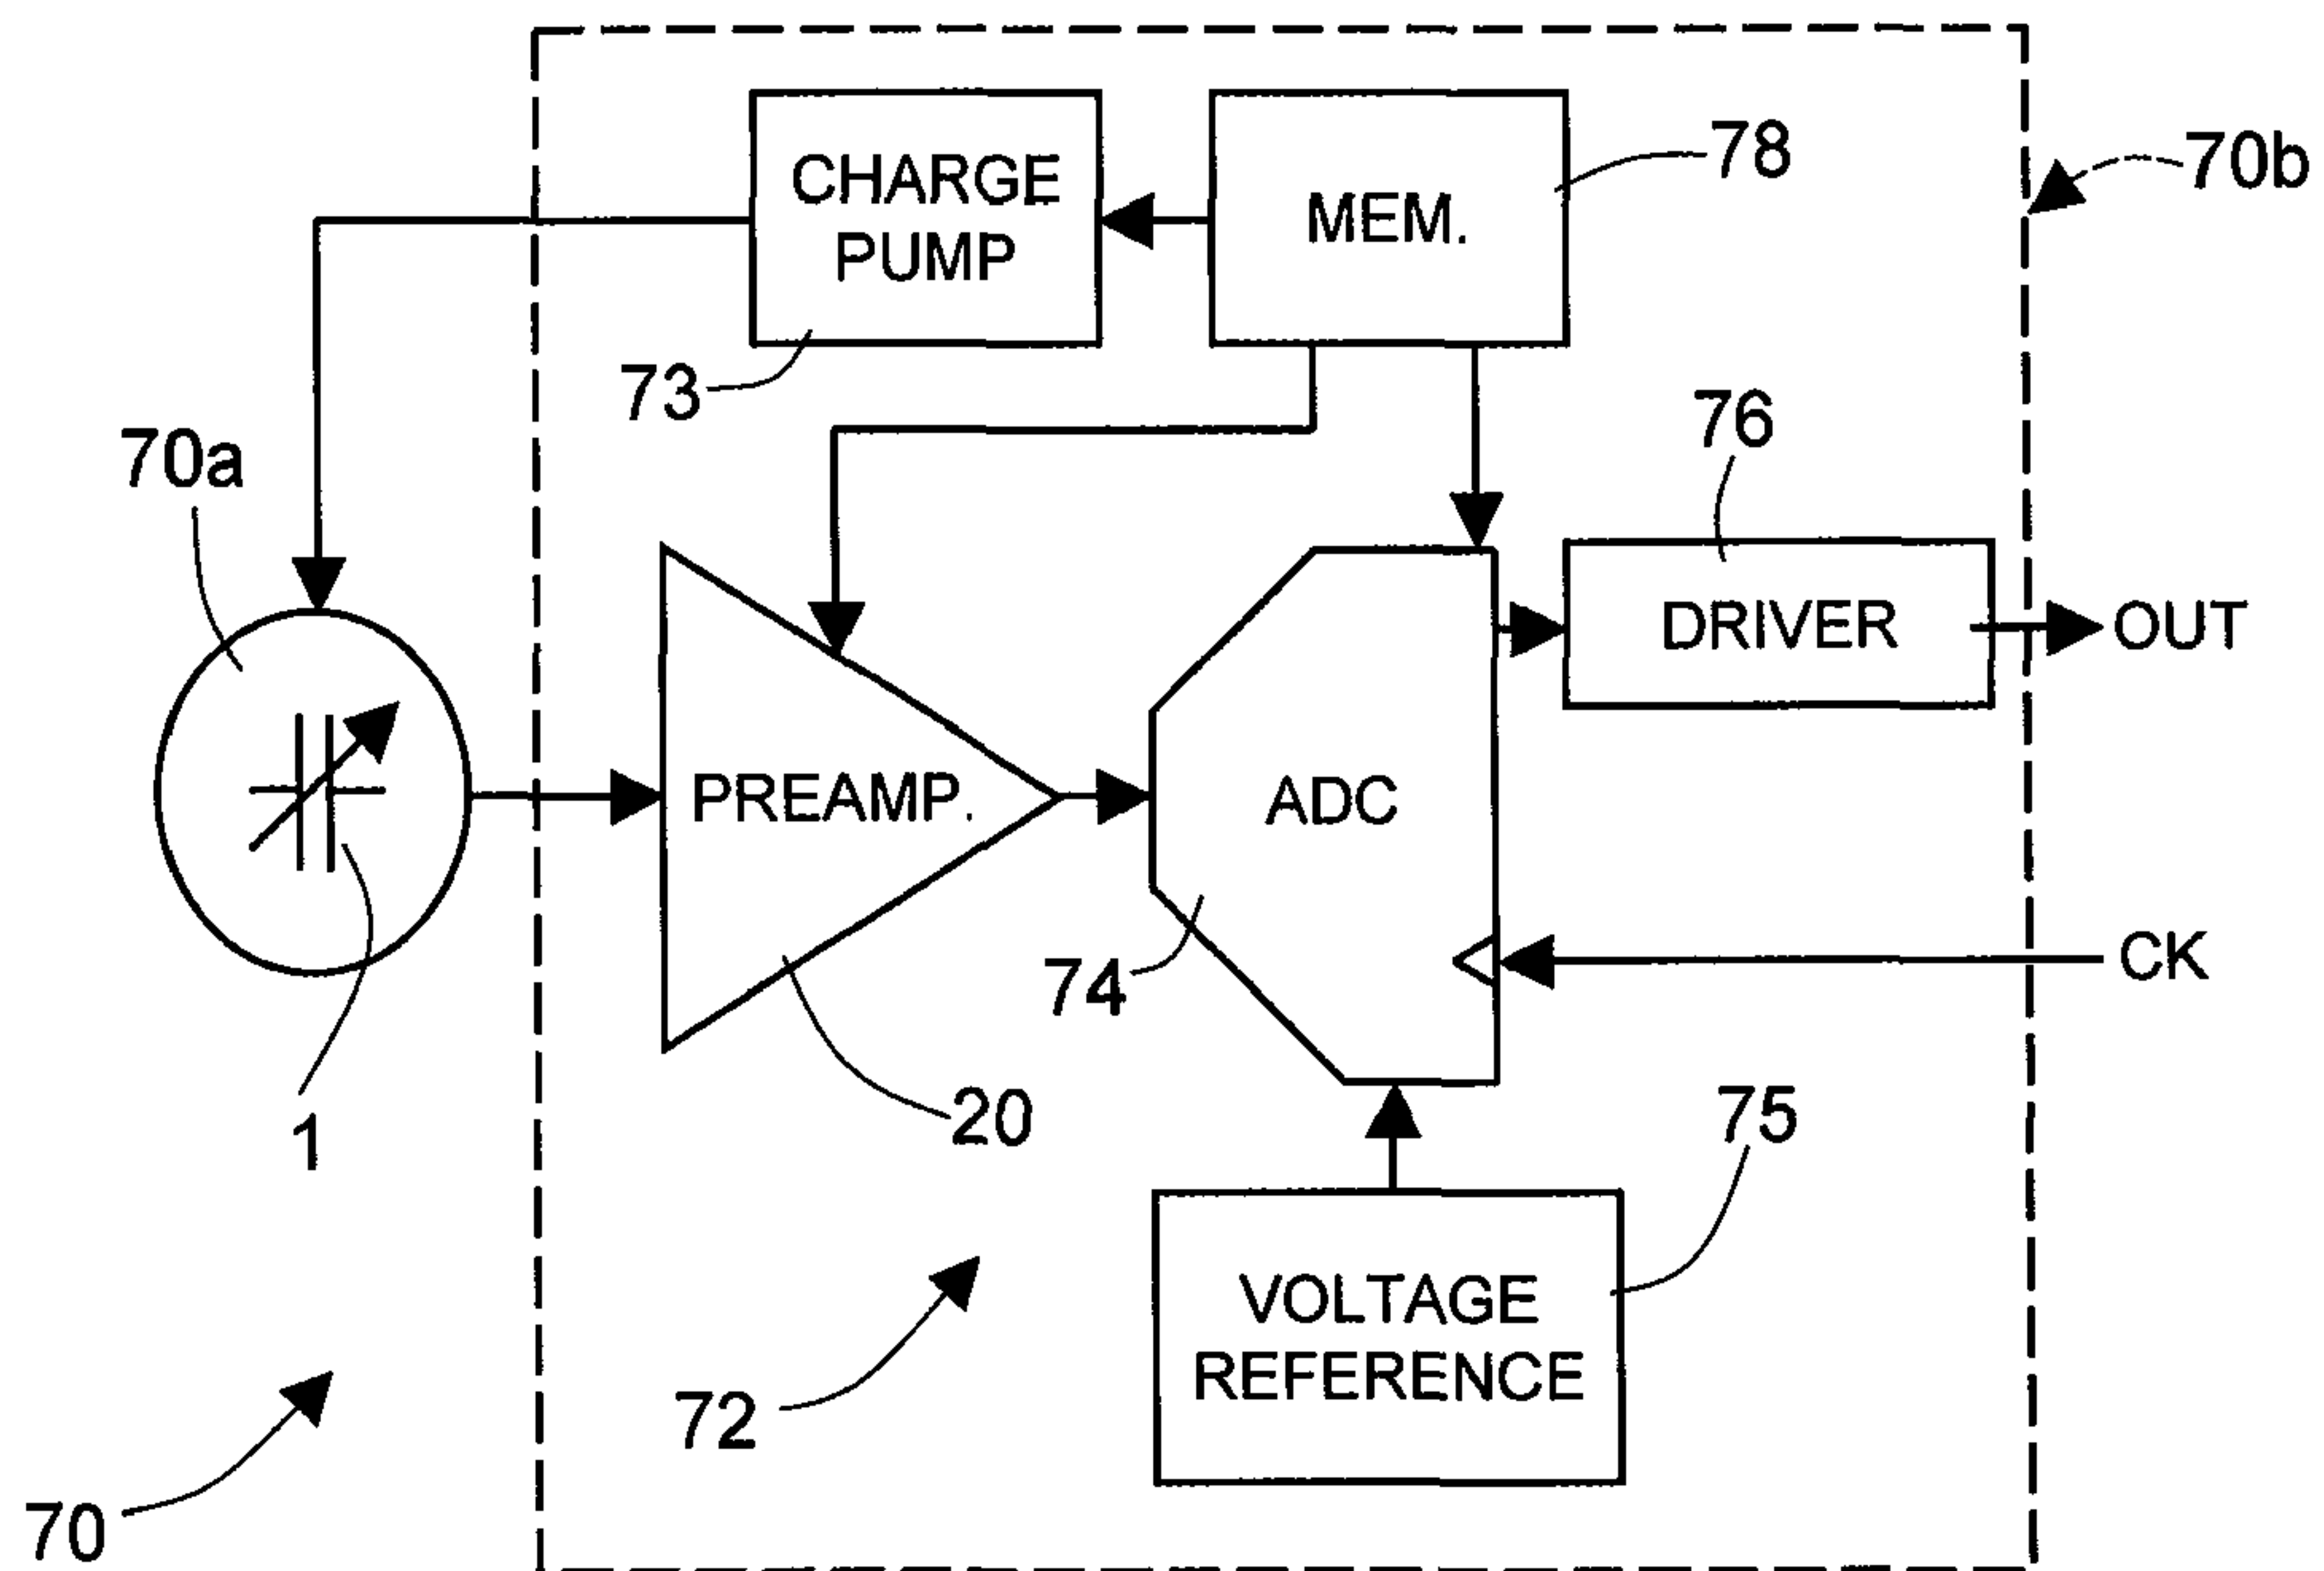 CHARGE
PUMP
MEM.
78
70b
73
76
70a
DRIVER
OUT
PREAMP.
ADC
CK
74
1
20
75
VOLTAGE
REFERENCE
72
70